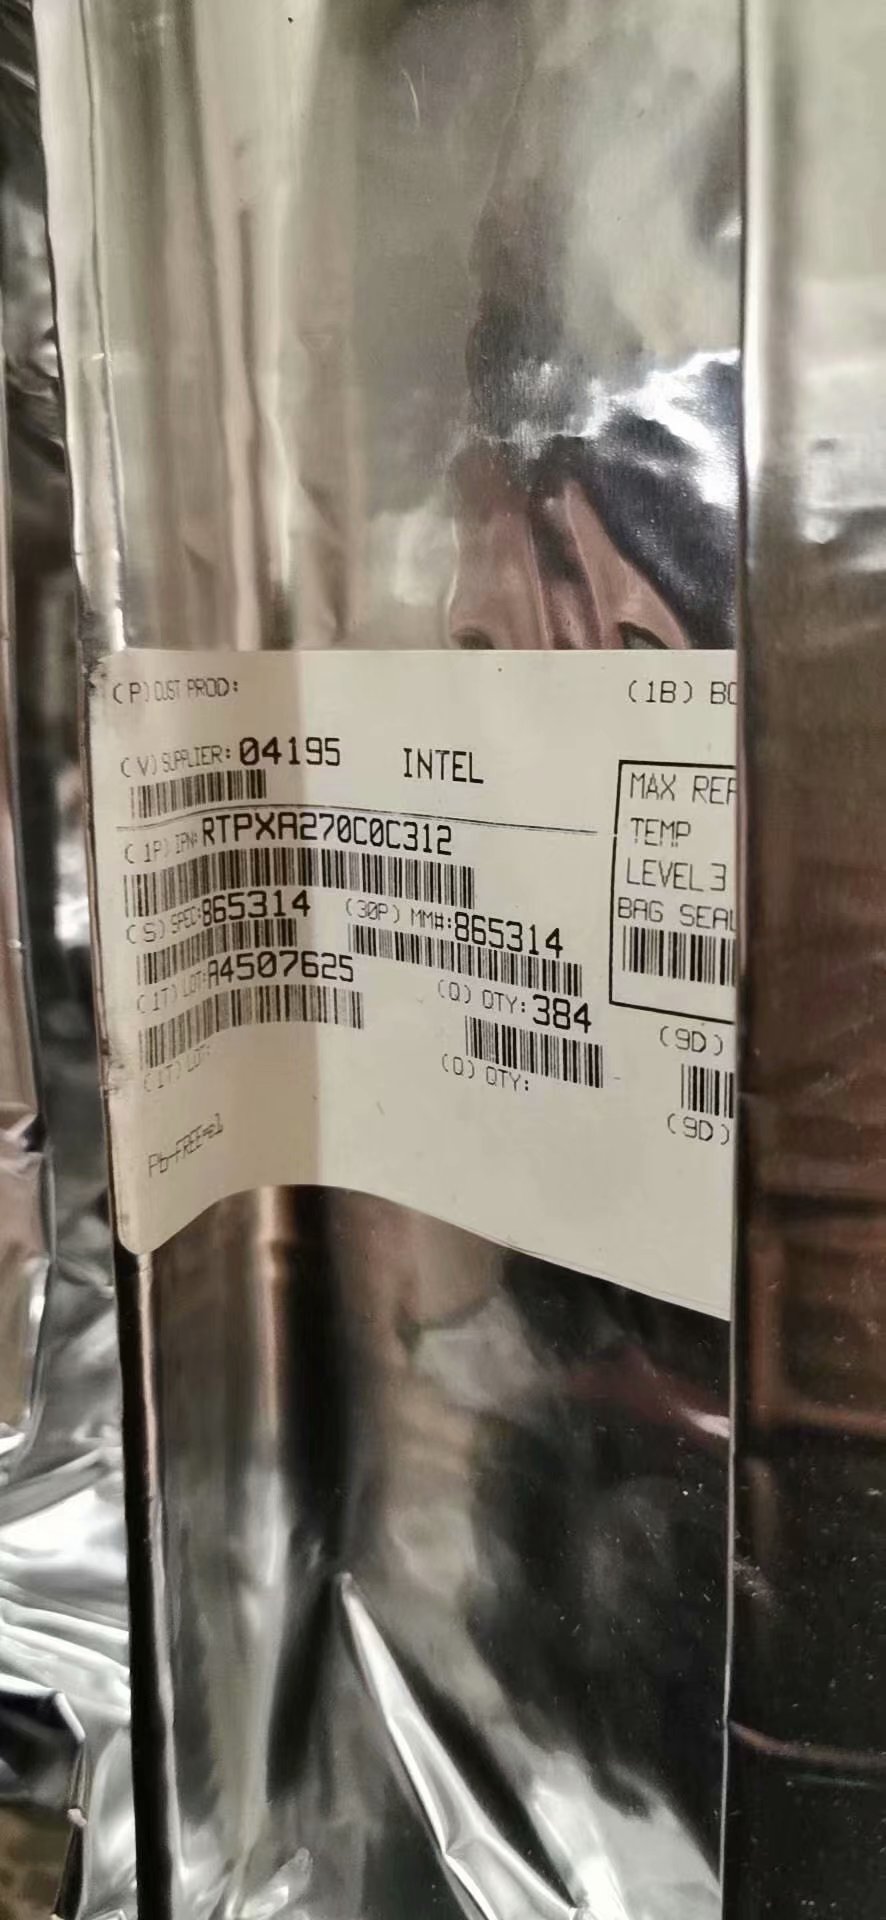 (P) CUST PROD:
(1B) BO
(V) SUPPLIER: 04195 INTEL
MAX REF
TEMP
LEVEL 3
BAG SEAL
(1P) IPN: RTPXA270C0C312
(S) SPEC: 865314 (30P) MM#: 865314
(1T) LOT: A4507625 (Q) QTY: 384
(9D)
(1T) LOT: (Q) QTY:
(9D)
Pb-FREE e1